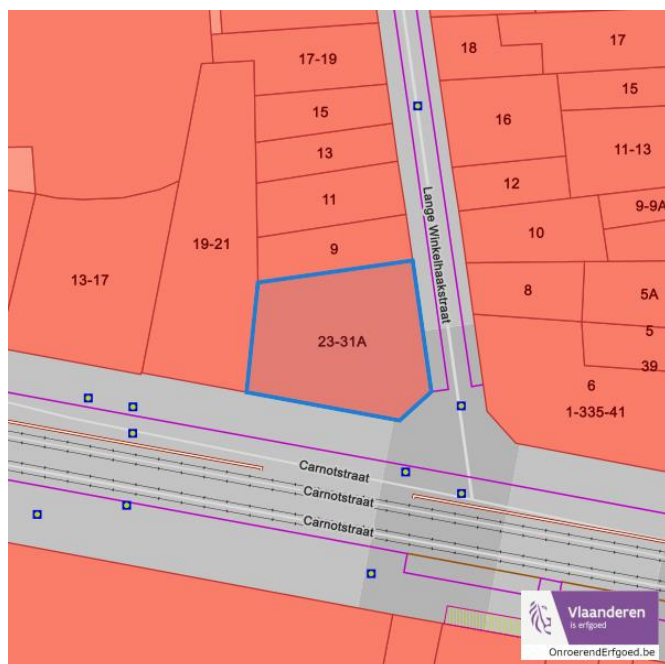 17-19
18
17
15
15
16
13
11-13
12
11
9-9A
19-21
10
9
13-17
8
5A
23-31A
5
39
6
1-335-41
Lange Winkelhaakstraat
Carnotstraat
Carnotstraat
Carnotstraat
Vlaanderen
is erfgoed
OnroerendErfgoed.be